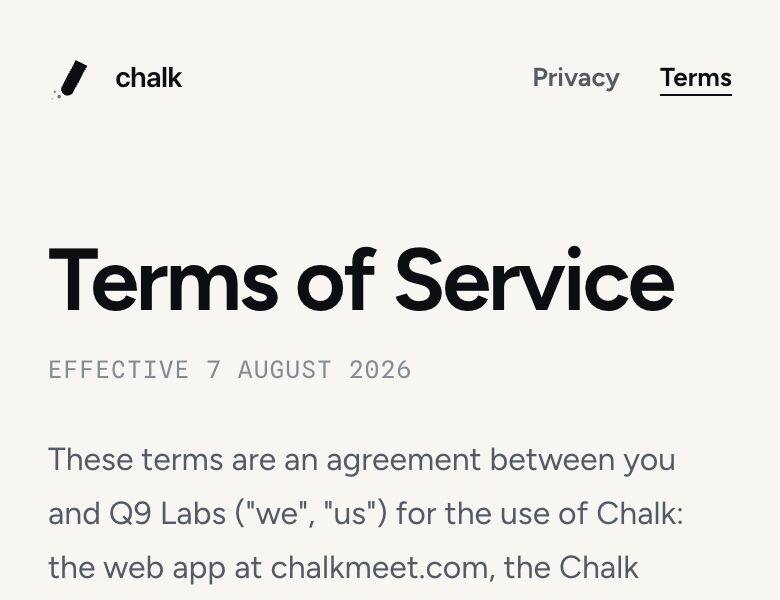 chalk
Privacy Terms
Terms of Service
EFFECTIVE 7 AUGUST 2026
These terms are an agreement between you
and Q9 Labs ("we", "us") for the use of Chalk:
the web app at chalkmeet.com, the Chalk